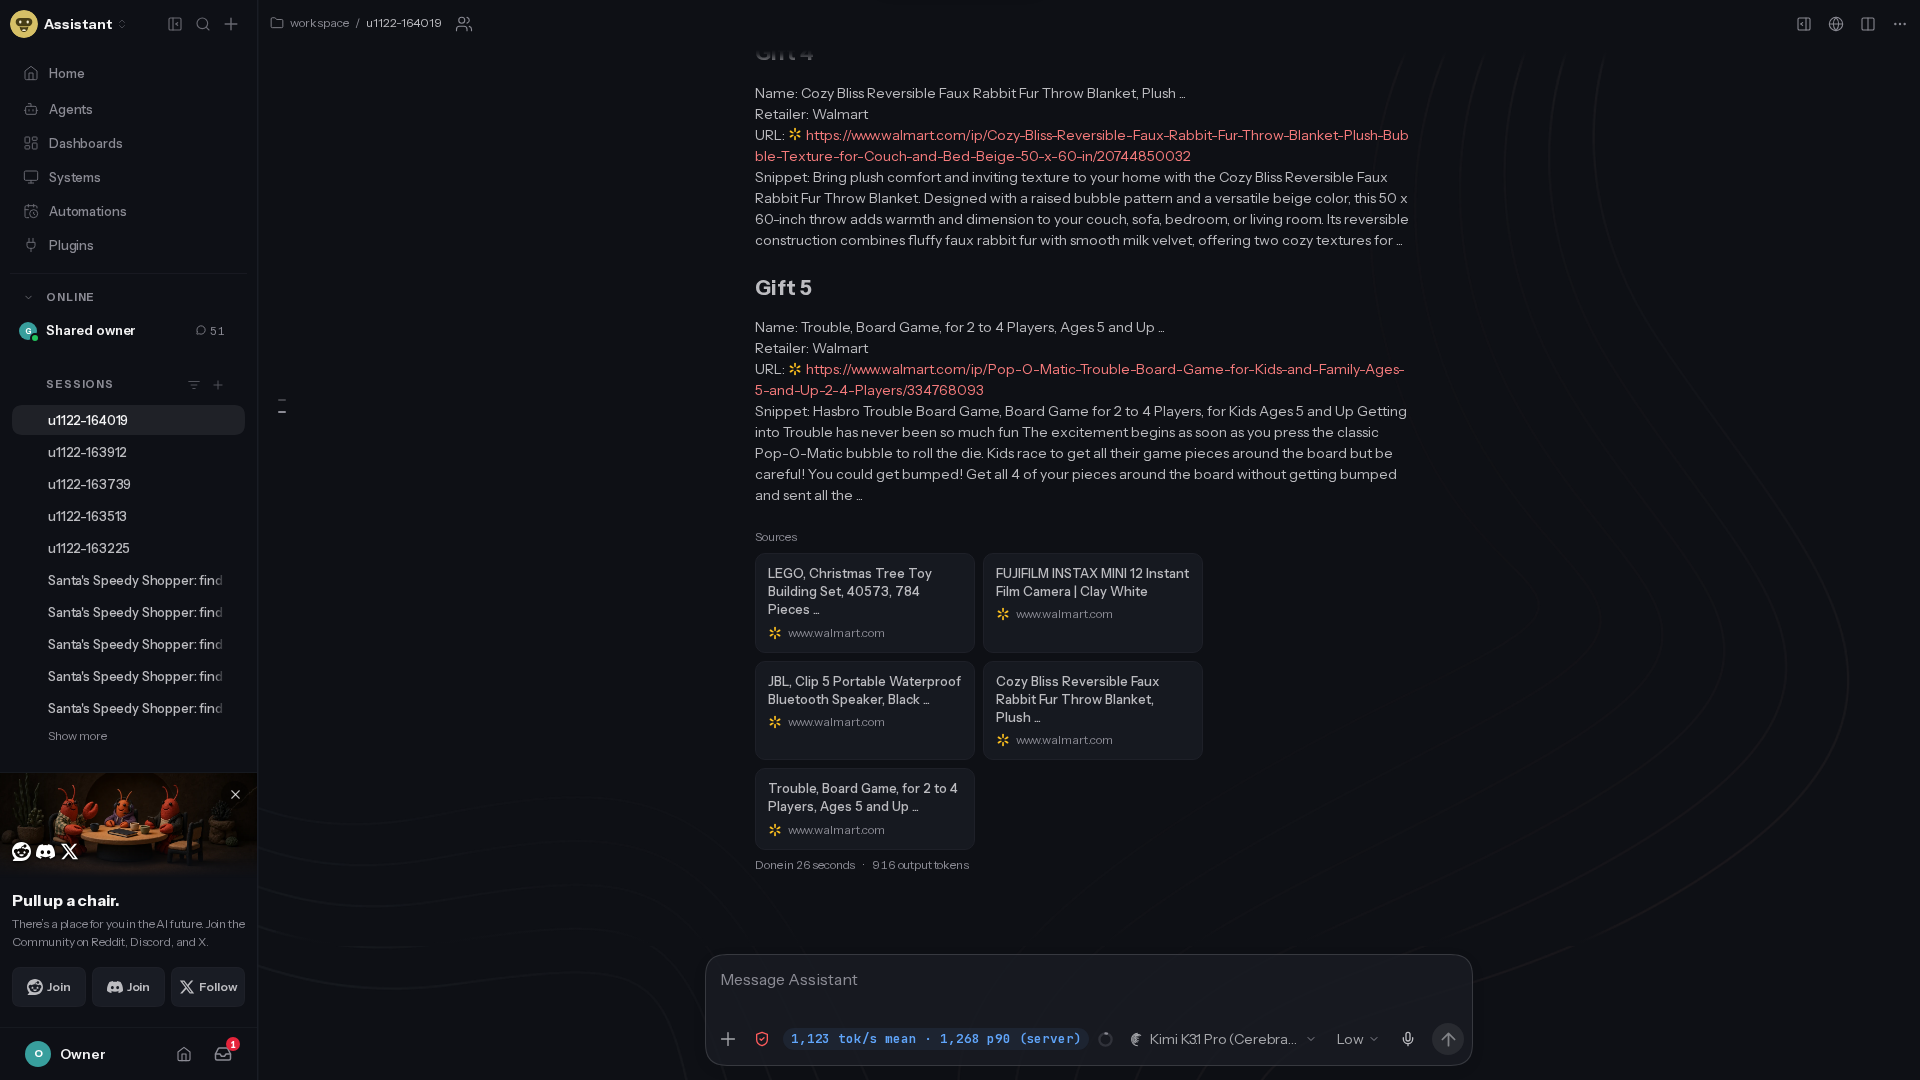 Assistant
Home
Agents
Dashboards
Systems
Automations
Plugins
ONLINE
G
Shared owner
51
SESSIONS
u1122-164019
u1122-163912
u1122-163739
u1122-163513
u1122-163225
Santa's Speedy Shopper: find
Santa's Speedy Shopper: find
Santa's Speedy Shopper: find
Santa's Speedy Shopper: find
Santa's Speedy Shopper: find
Show more
Pull up a chair.
There's a place for you in the AI future. Join the
Community on Reddit, Discord, and X.
Join
Join
Follow
O
Owner
1
workspace / u1122-164019
Gift 4
Name: Cozy Bliss Reversible Faux Rabbit Fur Throw Blanket, Plush ...
Retailer: Walmart
URL: https://www.walmart.com/ip/Cozy-Bliss-Reversible-Faux-Rabbit-Fur-Throw-Blanket-Plush-Bub
ble-Texture-for-Couch-and-Bed-Beige-50-x-60-in/20744850032
Snippet: Bring plush comfort and inviting texture to your home with the Cozy Bliss Reversible Faux
Rabbit Fur Throw Blanket. Designed with a raised bubble pattern and a versatile beige color, this 50 x
60-inch throw adds warmth and dimension to your couch, sofa, bedroom, or living room. Its reversible
construction combines fluffy faux rabbit fur with smooth milk velvet, offering two cozy textures for ...
Gift 5
Name: Trouble, Board Game, for 2 to 4 Players, Ages 5 and Up ...
Retailer: Walmart
URL: https://www.walmart.com/ip/Pop-O-Matic-Trouble-Board-Game-for-Kids-and-Family-Ages-
5-and-Up-2-4-Players/334768093
Snippet: Hasbro Trouble Board Game, Board Game for 2 to 4 Players, for Kids Ages 5 and Up Getting
into Trouble has never been so much fun The excitement begins as soon as you press the classic
Pop-O-Matic bubble to roll the die. Kids race to get all their game pieces around the board but be
careful! You could get bumped! Get all 4 of your pieces around the board without getting bumped
and sent all the ...
Sources
LEGO, Christmas Tree Toy
Building Set, 40573, 784
Pieces ...
www.walmart.com
FUJIFILM INSTAX MINI 12 Instant
Film Camera | Clay White
www.walmart.com
JBL, Clip 5 Portable Waterproof
Bluetooth Speaker, Black ...
www.walmart.com
Cozy Bliss Reversible Faux
Rabbit Fur Throw Blanket,
Plush ...
www.walmart.com
Trouble, Board Game, for 2 to 4
Players, Ages 5 and Up ...
www.walmart.com
Done in 26 seconds · 916 output tokens
Message Assistant
1,123 tok/s mean · 1,268 p90 (server)
Kimi K3.1 Pro (Cerebra...
Low